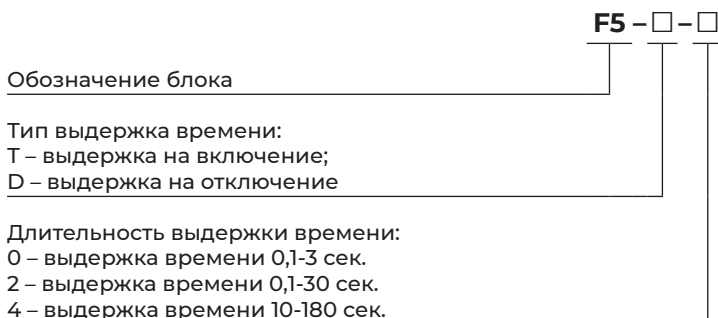 F5 – □ – □
Обозначение блока
Тип выдержка времени:
Т – выдержка на включение;
D – выдержка на отключение
Длительность выдержки времени:
0 – выдержка времени 0,1-3 сек.
2 – выдержка времени 0,1-30 сек.
4 – выдержка времени 10-180 сек.